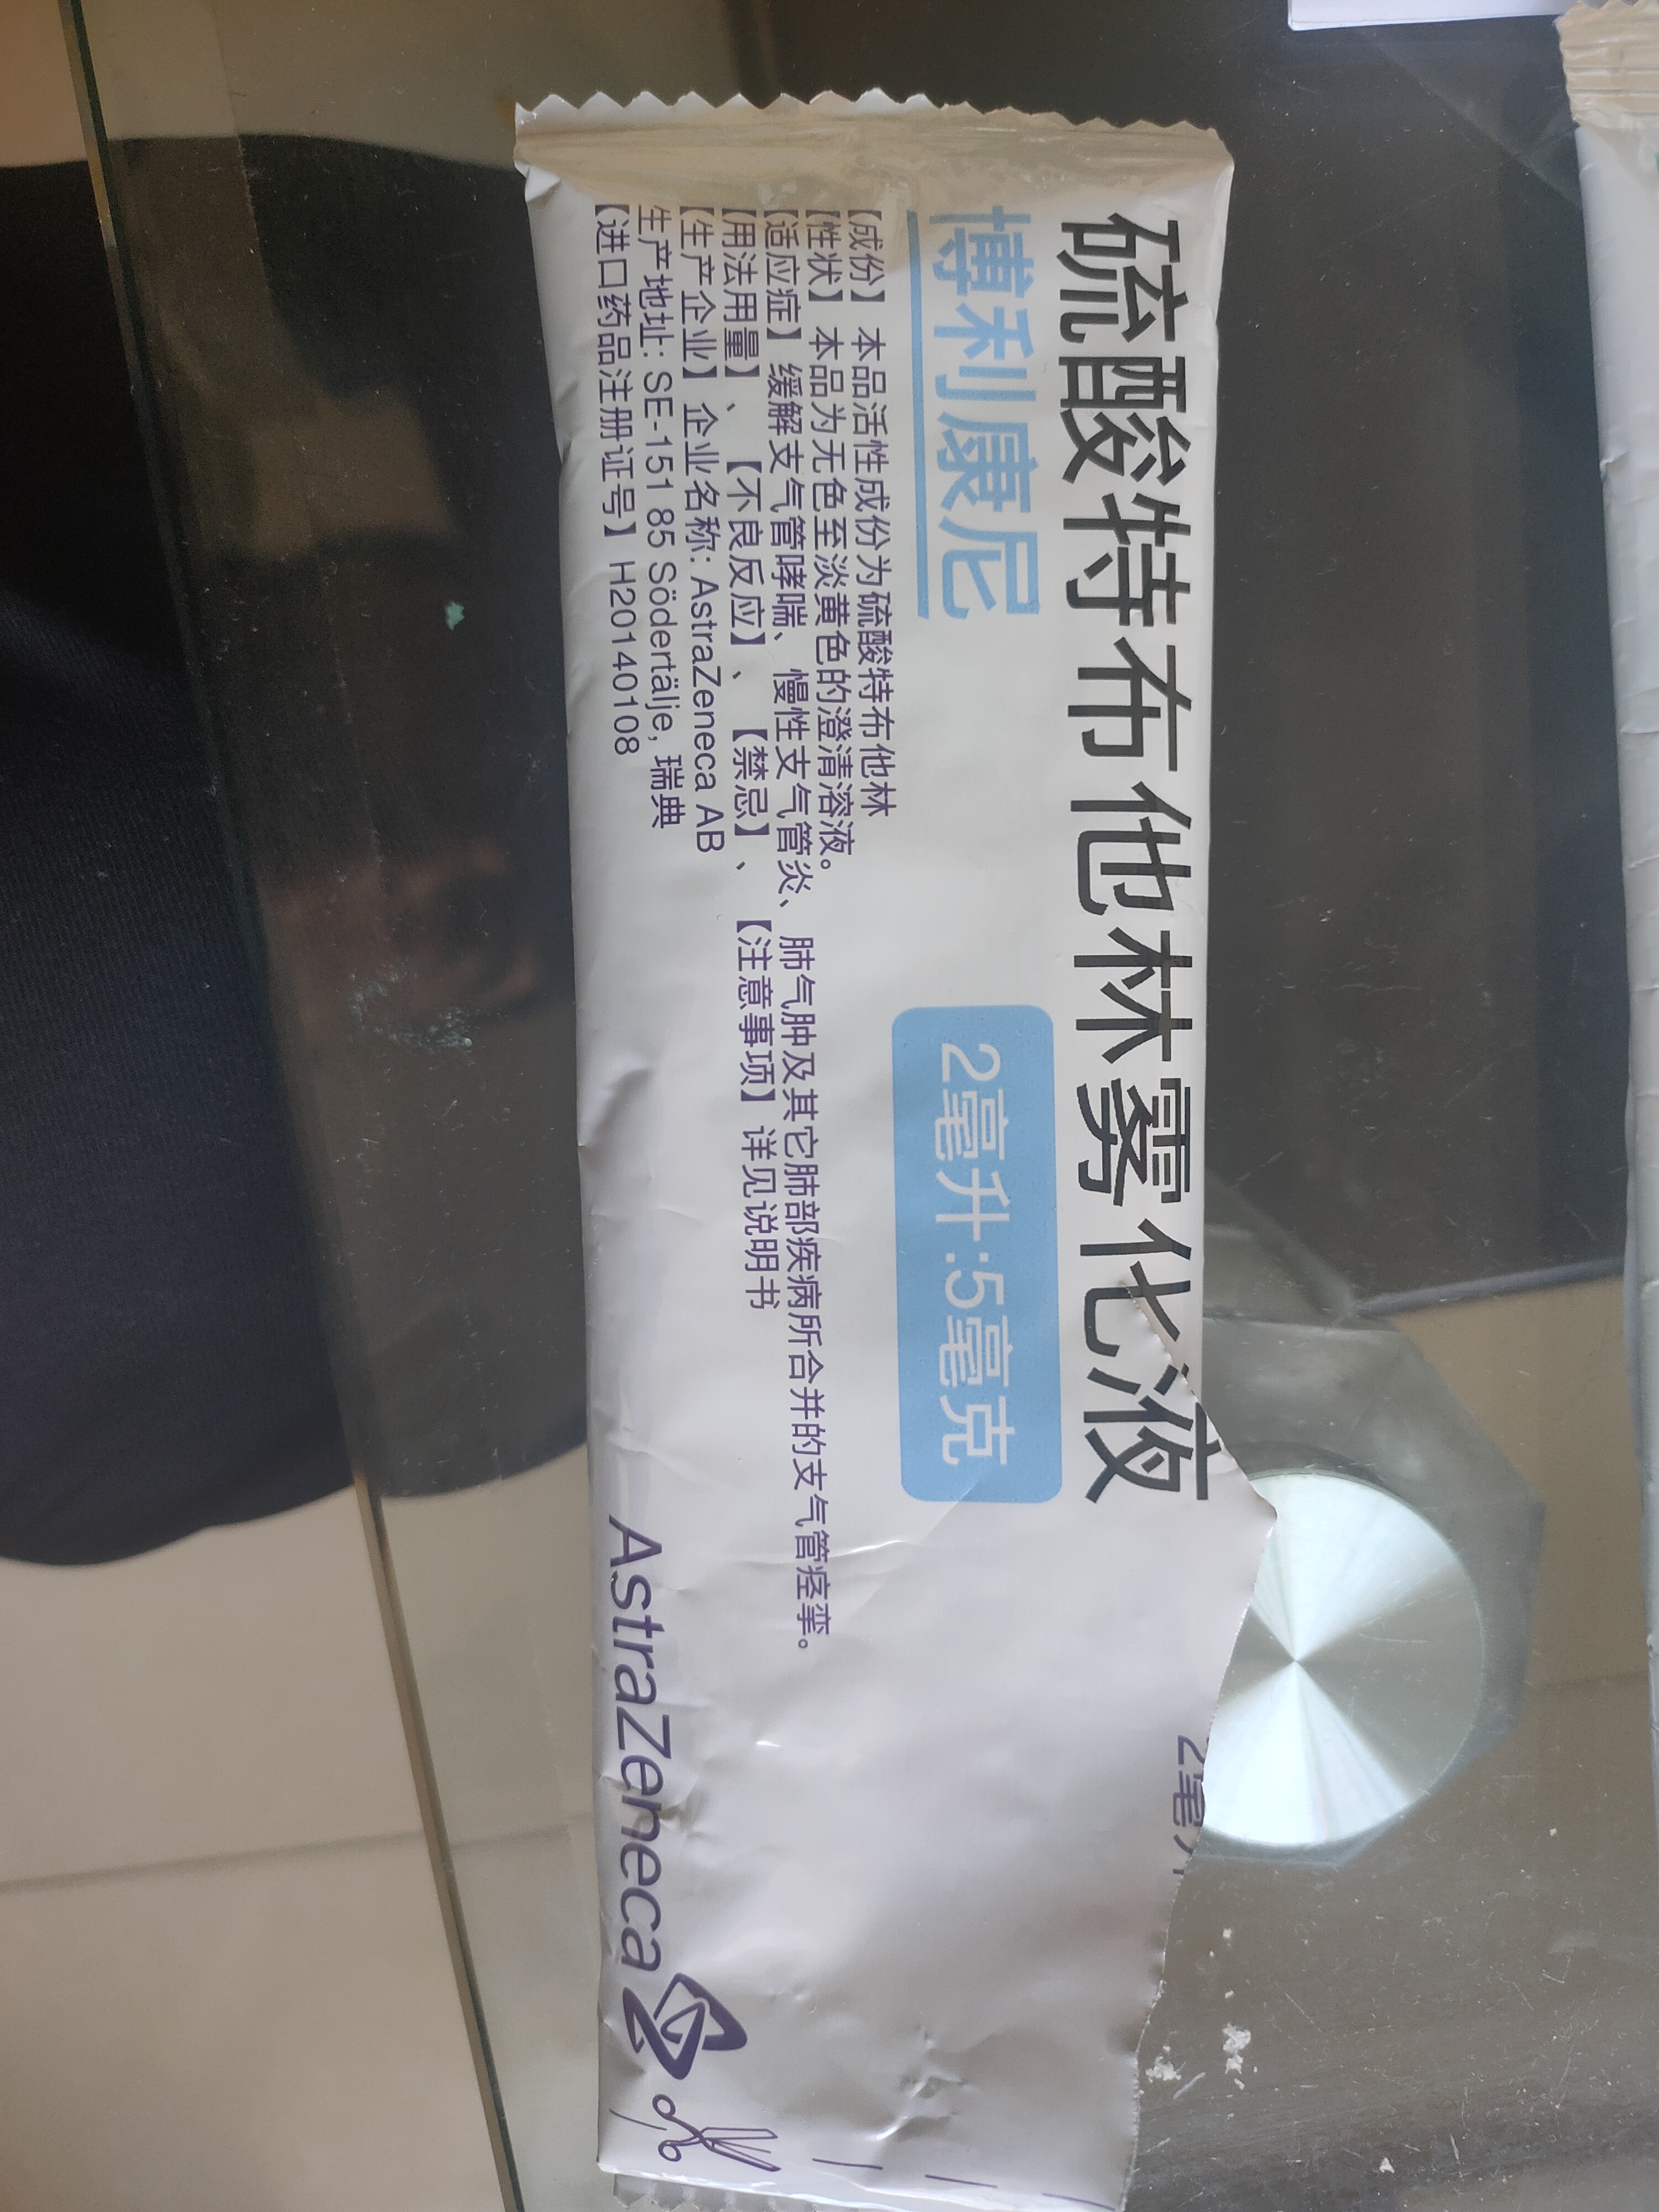 硫酸特布他林雾化液
博利康尼
2毫升:5毫克
【成份】 本品活性成份为硫酸特布他林
【性状】 本品为无色至淡黄色的澄清溶液。
【适应症】 缓解支气管哮喘、慢性支气管炎、肺气肿及其它肺部疾病所合并的支气管痉挛。
【用法用量】、【不良反应】、【禁忌】、【注意事项】详见说明书
【生产企业】 企业名称: AstraZeneca AB
生产地址: SE-151 85 Södertälje, 瑞典
【进口药品注册证号】 H20140108
AstraZeneca
2毫升